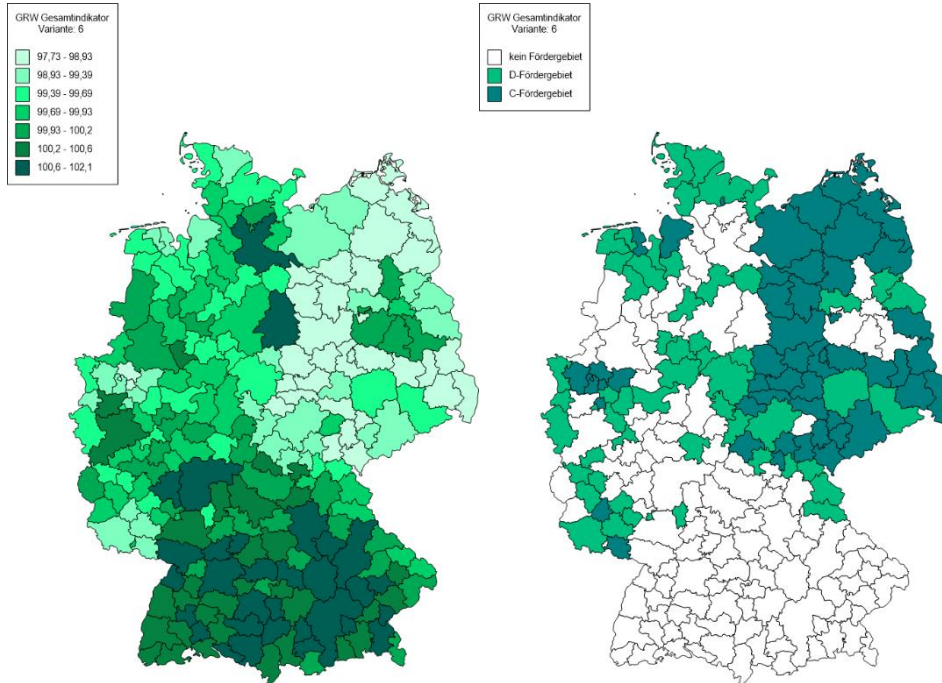 GRW Gesamtindikator
Variante: 6
97,73 - 98,93
98,93 - 99,39
99,39 - 99,69
99,69 - 99,93
99,93 - 100,2
100,2 - 100,6
100,6 - 102,1
GRW Gesamtindikator
Variante: 6
kein Fördergebiet
D-Fördergebiet
C-Fördergebiet